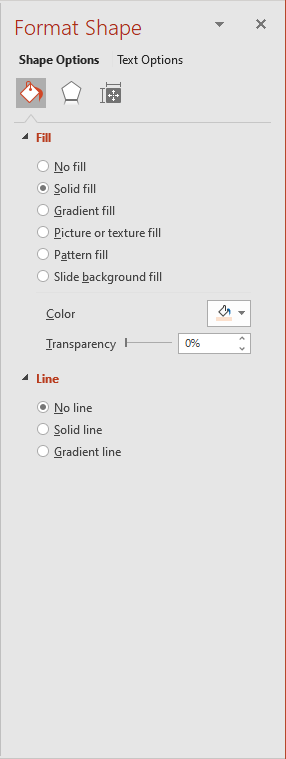 Format Shape
Shape Options Text Options
Fill
No fill
Solid fill
Gradient fill
Picture or texture fill
Pattern fill
Slide background fill
Color
Transparency 0%
Line
No line
Solid line
Gradient line